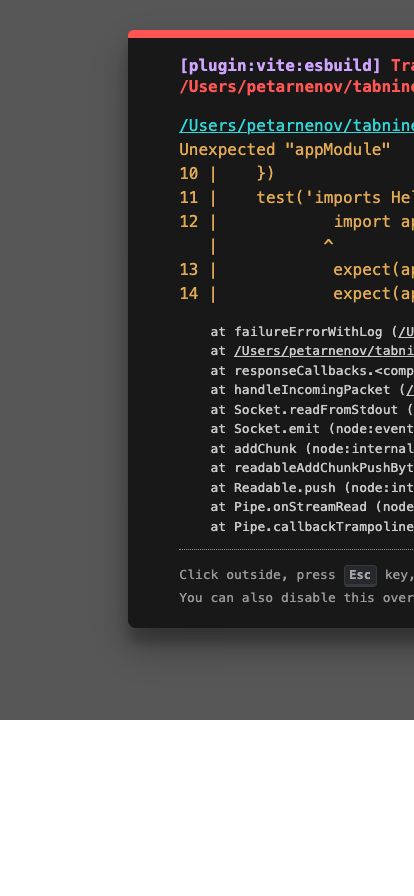 [plugin:vite:esbuild] Tra
/Users/petarnenov/tabnine
/Users/petarnenov/tabnine
Unexpected "appModule"
10 |    })
11 |    test('imports Hel
12 |            import ap
   |           ^
13 |            expect(ap
14 |            expect(ap
at failureErrorWithLog (/U
at /Users/petarnenov/tabni
at responseCallbacks.<comp
at handleIncomingPacket (/
at Socket.readFromStdout (
at Socket.emit (node:event
at addChunk (node:internal
at readableAddChunkPushByt
at Readable.push (node:int
at Pipe.onStreamRead (node
at Pipe.callbackTrampoline
Click outside, press Esc key,
You can also disable this over